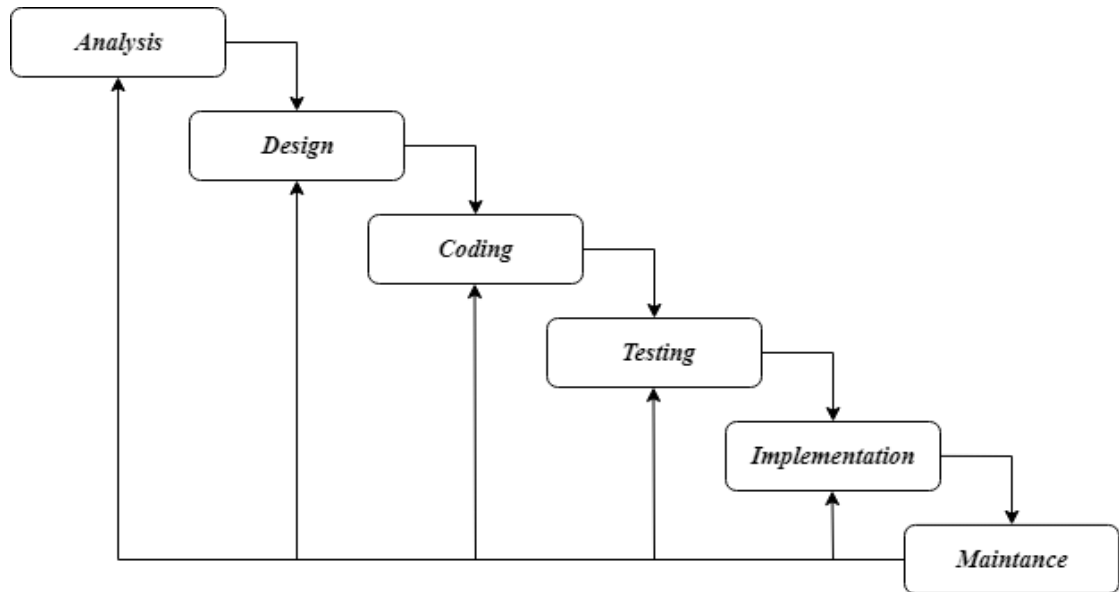 Analysis
Design
Coding
Testing
Implementation
Maintance